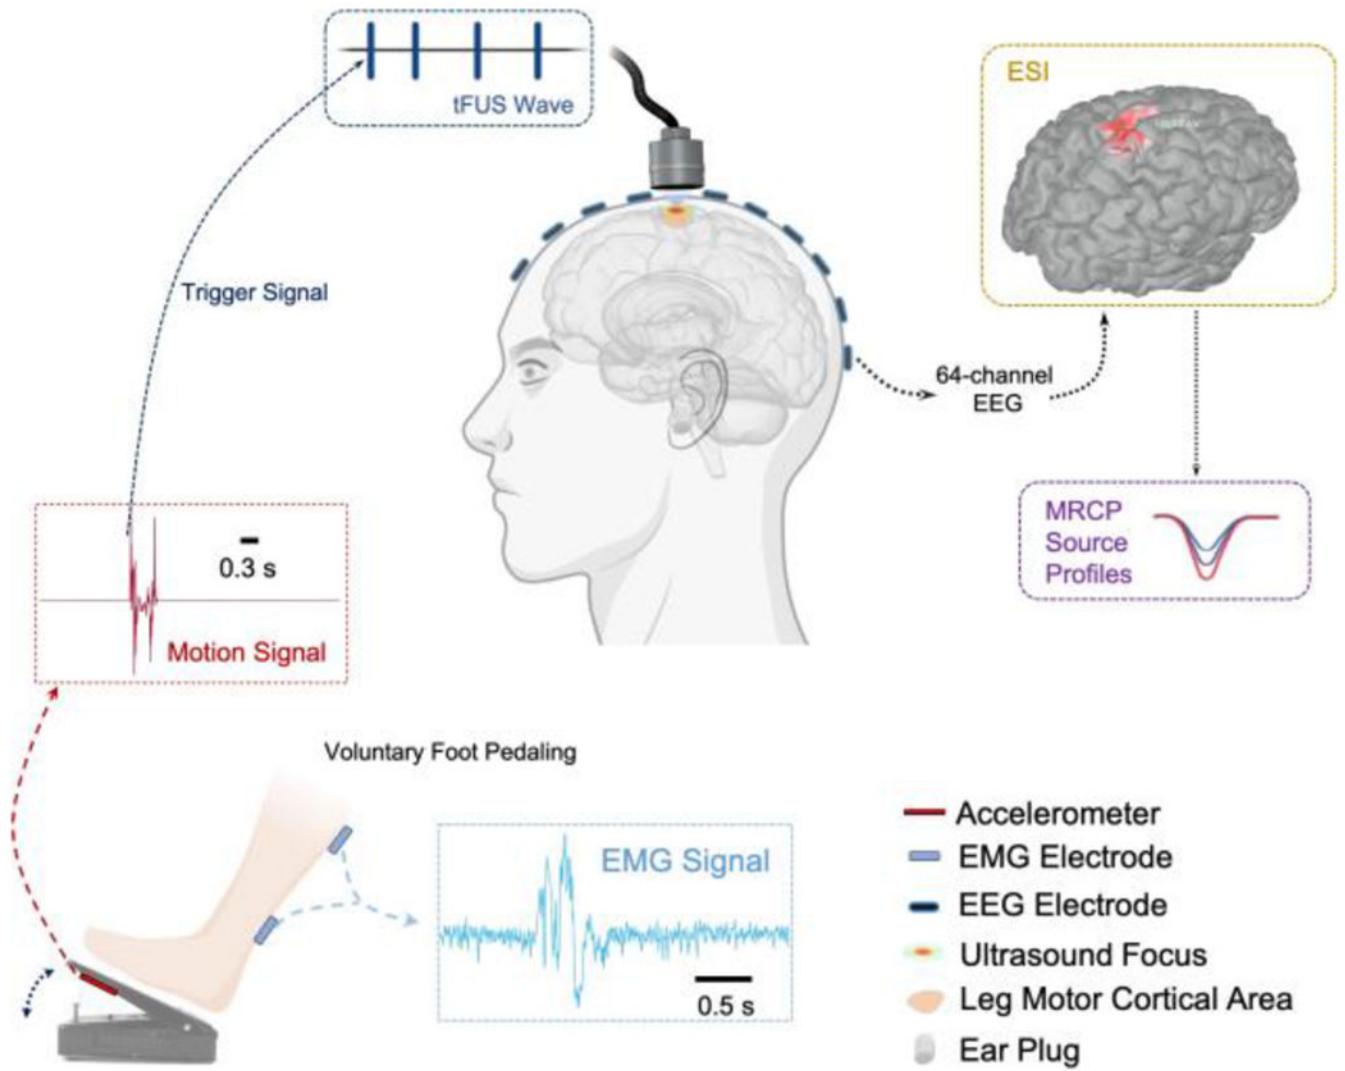 tFUS Wave
ESI
Trigger Signal
64-channel
EEG
MRCP
Source
Profiles
0.3 s
Motion Signal
Voluntary Foot Pedaling
EMG Signal
0.5 s
Accelerometer
EMG Electrode
EEG Electrode
Ultrasound Focus
Leg Motor Cortical Area
Ear Plug